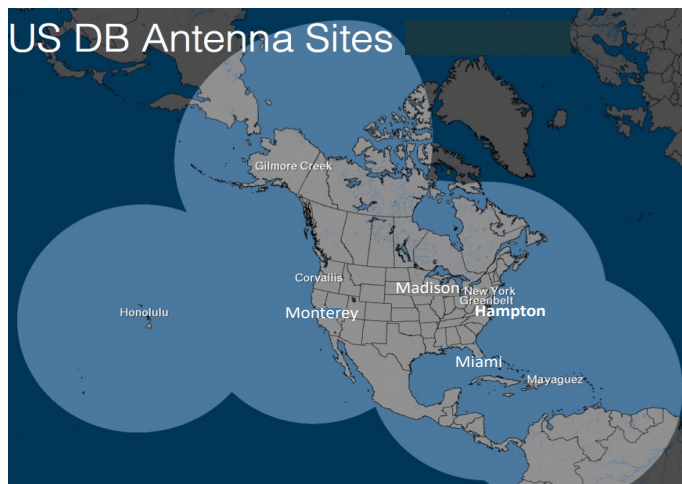 US DB Antenna Sites
Gilmore Creek
Corvallis
Madison
New York
Greenbelt
Hampton
Honolulu
Monterey
Miami
Mayaguez